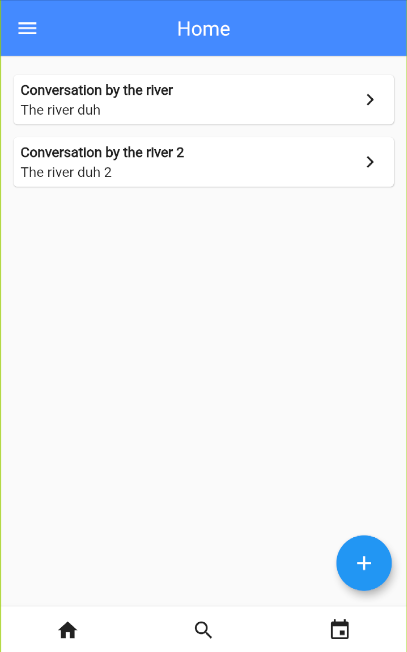 Home
Conversation by the river
The river duh
Conversation by the river 2
The river duh 2